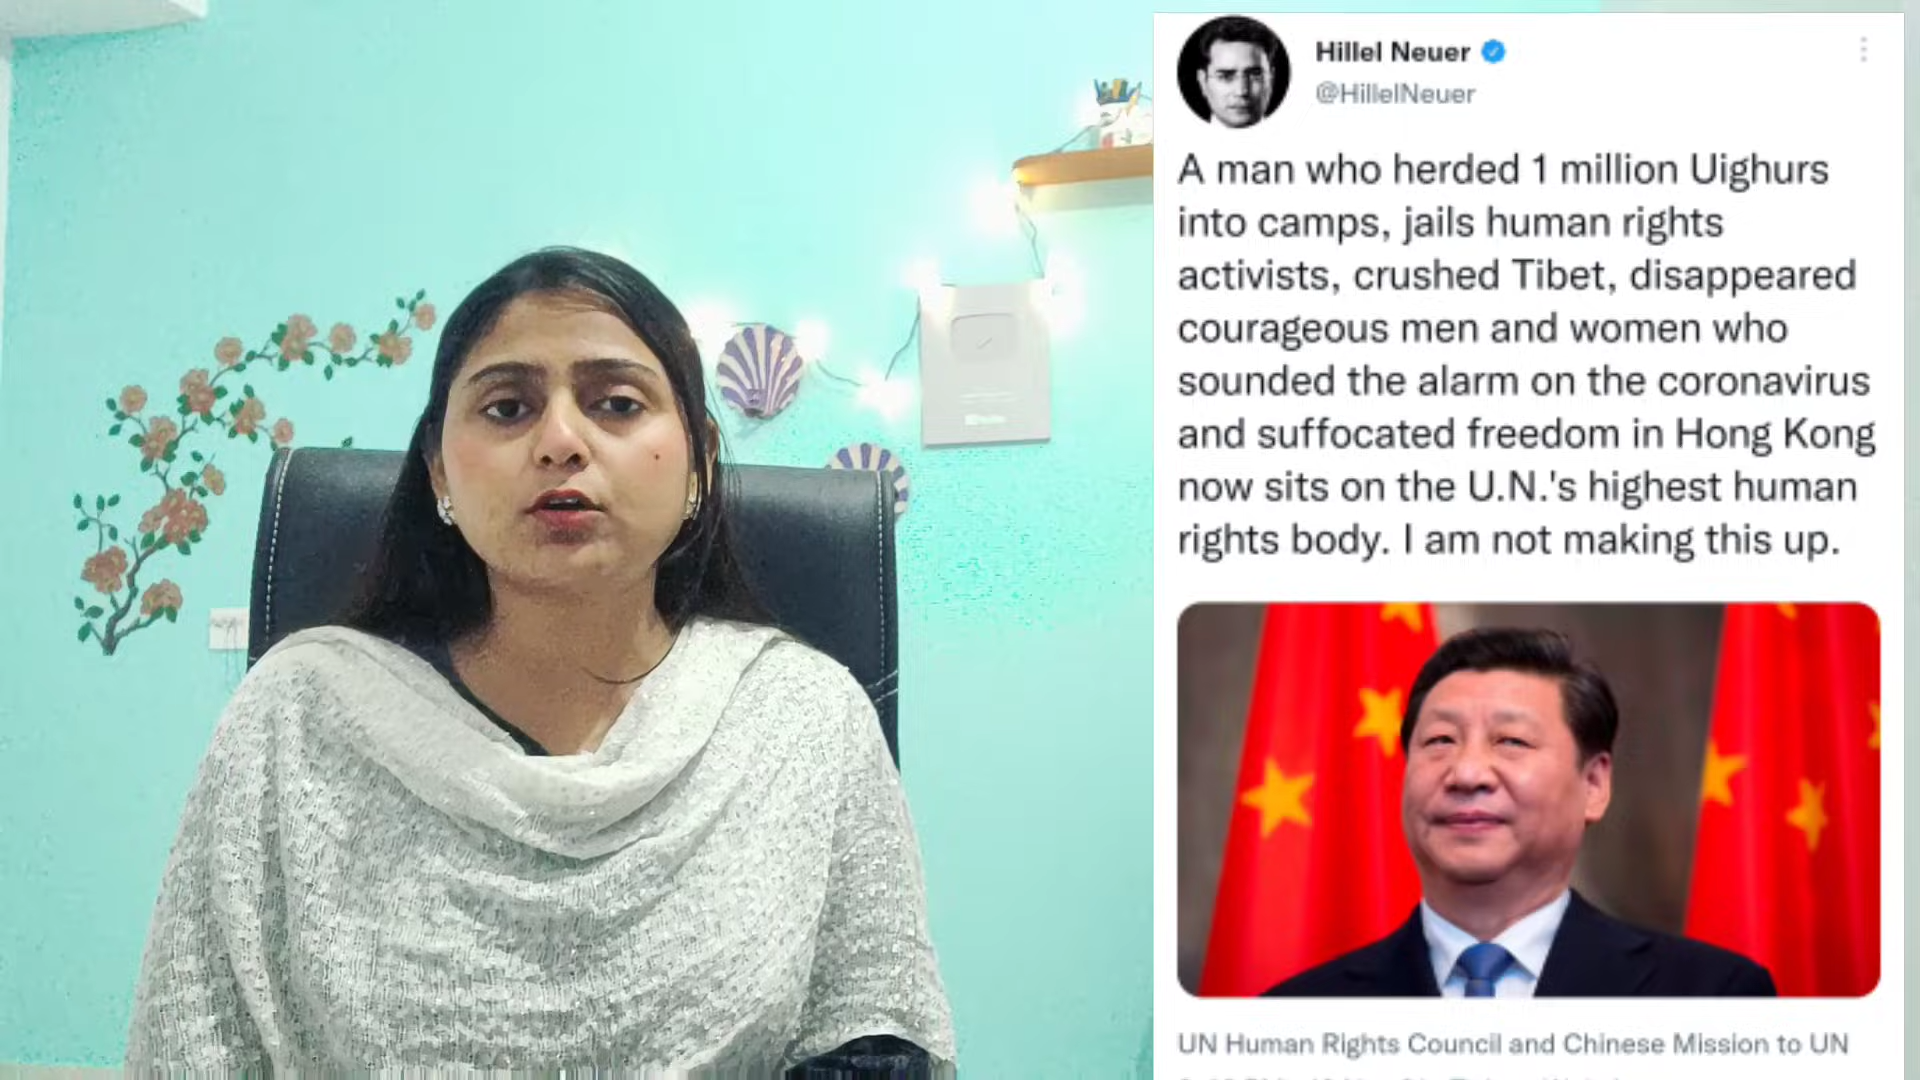 Hillel Neuer
@HillelNeuer
A man who herded 1 million Uighurs
into camps, jails human rights
activists, crushed Tibet, disappeared
courageous men and women who
sounded the alarm on the coronavirus
and suffocated freedom in Hong Kong
now sits on the U.N.'s highest human
rights body. I am not making this up.
UN Human Rights Council and Chinese Mission to UN